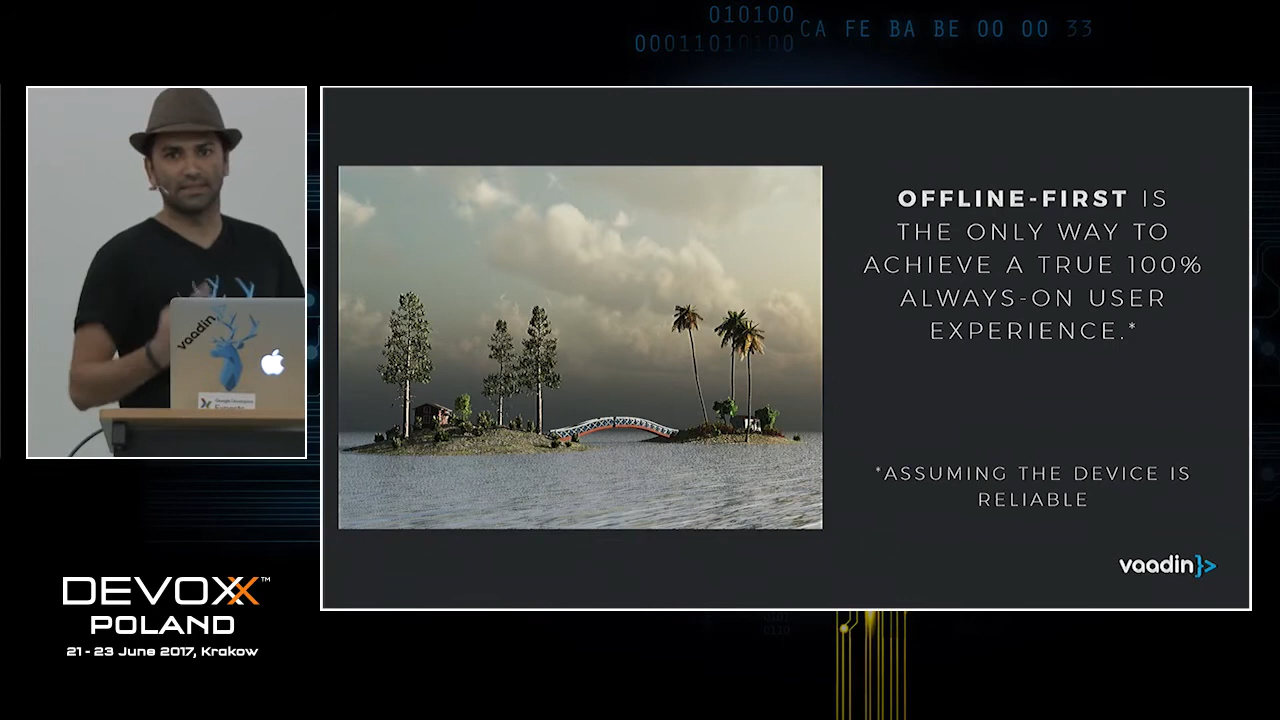 010100
00011010100
CA FE BA BE 00 00 33
vaadin
OFFLINE-FIRST IS
THE ONLY WAY TO
ACHIEVE A TRUE 100%
ALWAYS-ON USER
EXPERIENCE.*
*ASSUMING THE DEVICE IS
RELIABLE
vaadin}>
DEVOXX™
POLAND
21 - 23 June 2017, Krakow